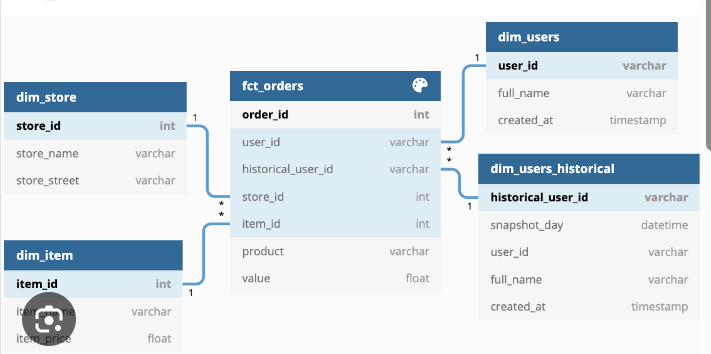 dim_users
1
user_id varchar
full_name varchar
created_at timestamp
fct_orders
order_id int
user_id varchar
*
*
historical_user_id varchar
store_id int
*
*
item_id int
product varchar
value float
dim_store
1
store_id int
store_name varchar
store_street varchar
dim_users_historical
historical_user_id varchar
1
snapshot_day datetime
user_id varchar
full_name varchar
created_at timestamp
dim_item
item_id int
1
item_name varchar
item_price float